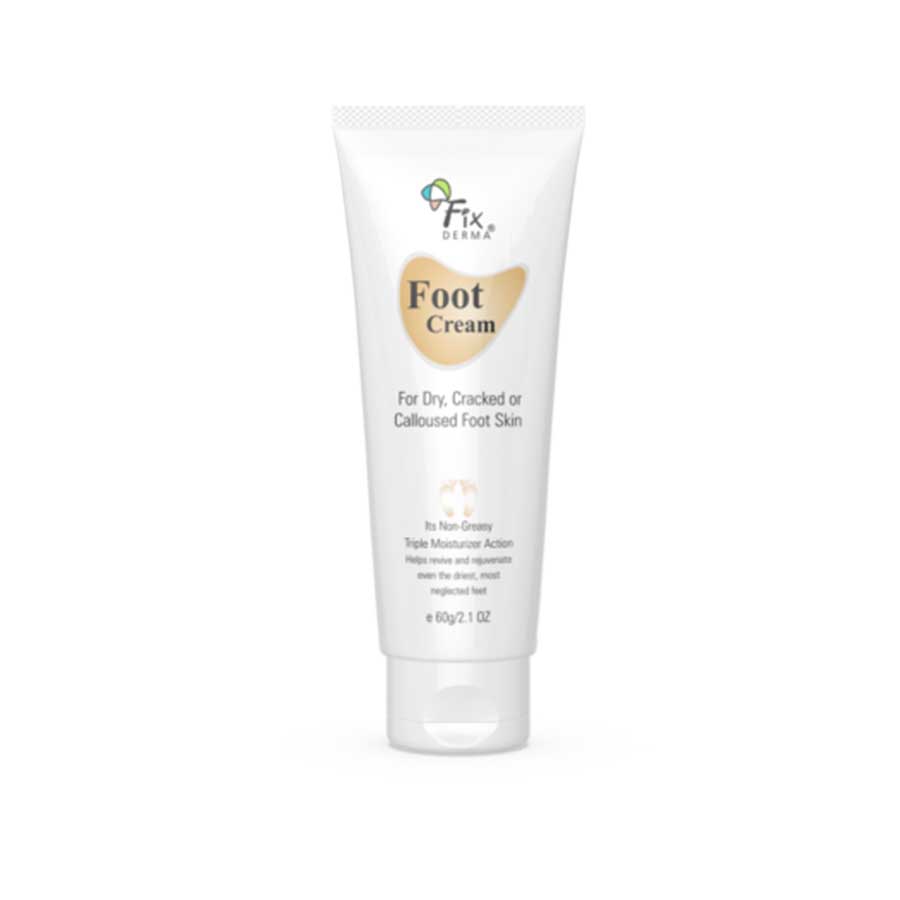 Fix®
DERMA
Foot
Cream
For Dry, Cracked or
Calloused Foot Skin
Its Non-Greasy
Triple Moisturizer Action
Helps revive and rejuvenate
even the driest, most
neglected feet
e 60g/2.1 OZ